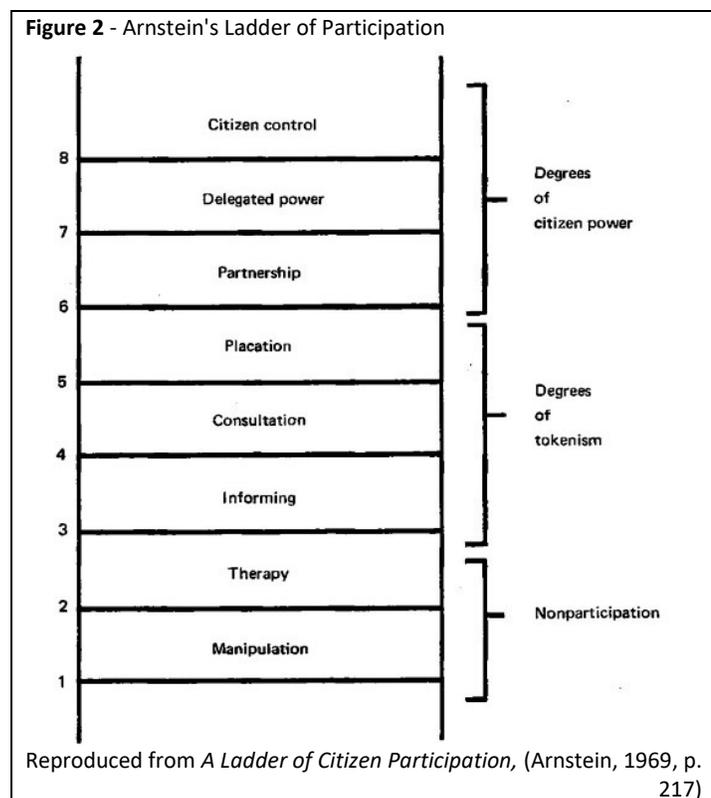 Figure 2 - Arnstein's Ladder of Participation
Citizen control
8
Delegated power
7
Partnership
6
Placation
5
Consultation
4
Informing
3
Therapy
2
Manipulation
1
Degrees
of
citizen power
Degrees
of
tokenism
Nonparticipation
Reproduced from A Ladder of Citizen Participation, (Arnstein, 1969, p.
217)